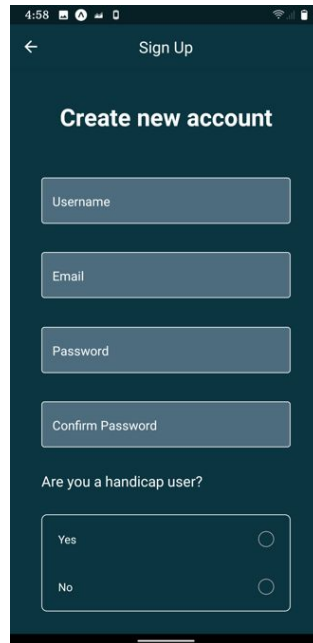 4:58
Sign Up
Create new account
Username
Email
Password
Confirm Password
Are you a handicap user?
Yes
No